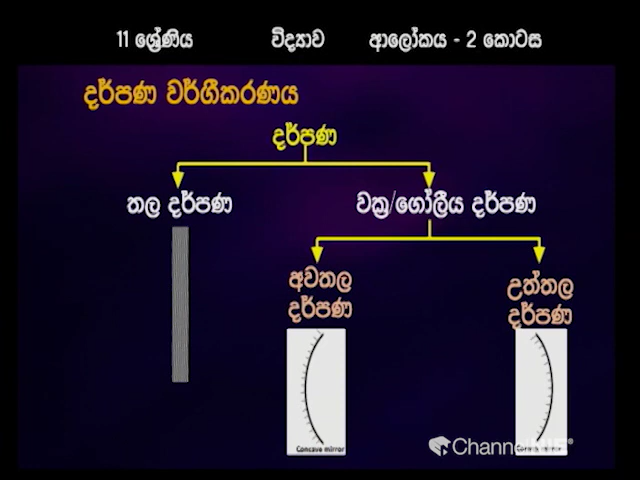 11 ශ්‍රේණිය විද්‍යාව ආලෝකය - 2 කොටස
දර්පණ වර්ගීකරණය
දර්පණ
තල දර්පණ වක්‍ර/ගෝලීය දර්පණ
අවතල
දර්පණ
උත්තල
දර්පණ
Concave mirror
Channel